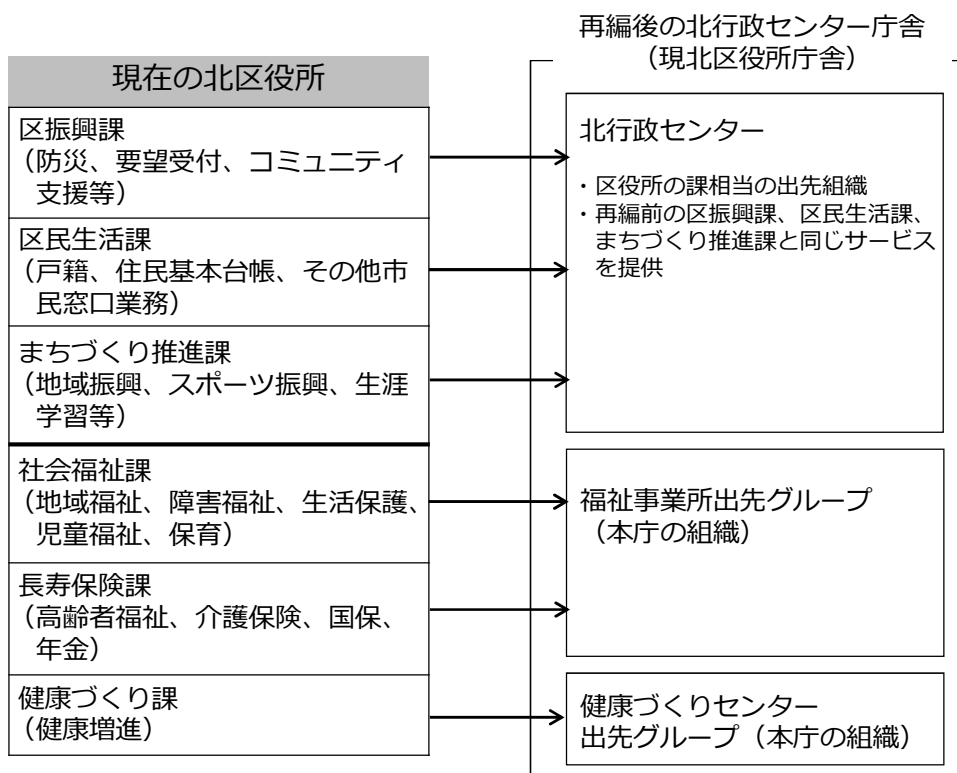 再編後の北行政センター庁舎
（現北区役所庁舎）
現在の北区役所
区振興課
（防災、要望受付、コミュニティ
支援等）
区民生活課
（戸籍、住民基本台帳、その他市
民窓口業務）
まちづくり推進課
（地域振興、スポーツ振興、生涯
学習等）
社会福祉課
（地域福祉、障害福祉、生活保護、
児童福祉、保育）
長寿保険課
（高齢者福祉、介護保険、国保、
年金）
健康づくり課
（健康増進）
北行政センター
・区役所の課相当の出先組織
・再編前の区振興課、区民生活課、
まちづくり推進課と同じサービス
を提供
福祉事業所出先グループ
（本庁の組織）
健康づくりセンター
出先グループ（本庁の組織）